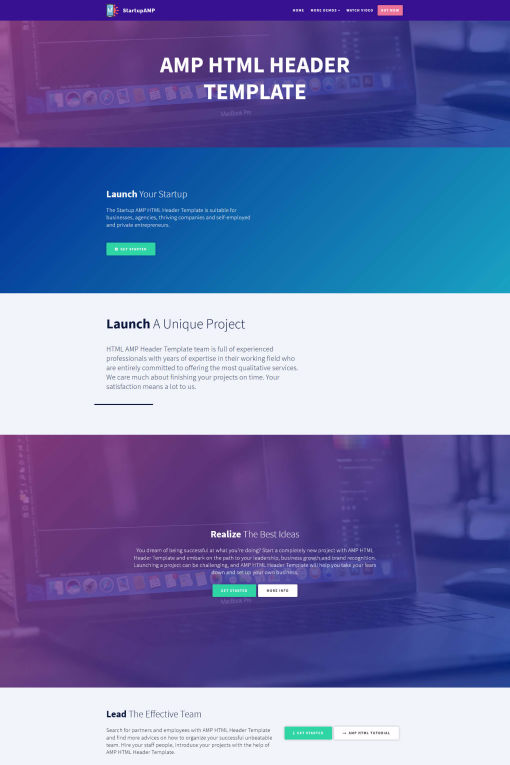 StartupAMP
HOME MORE DEMOS WATCH VIDEO BUY NOW
AMP HTML HEADER
TEMPLATE
MacBook Pro
Launch Your Startup
The Startup AMP HTML Header Template is suitable for
businesses, agencies, thriving companies and self-employed
and private entrepreneurs.
GET STARTED
Launch A Unique Project
HTML AMP Header Template team is full of experienced
professionals with years of expertise in their working field who
are entirely committed to offering the most qualitative services.
We care much about finishing your projects on time. Your
satisfaction means a lot to us.
Realize The Best Ideas
You dream of being successful at what you're doing? Start a completely new project with AMP HTML
Header Template and embark on the path to your leadership, business growth and brand recognition.
Launching a project can be challenging, and AMP HTML Header Template will help you take your fears
down and set up your own business.
GET STARTED MORE INFO
MacBook Pro
Lead The Effective Team
Search for partners and employees with AMP HTML Header Template
and find more advices on how to organize your successful unbeatable
team. Hire your staff people, introduce your projects with the help of
AMP HTML Header Template.
GET STARTED AMP HTML TUTORIAL